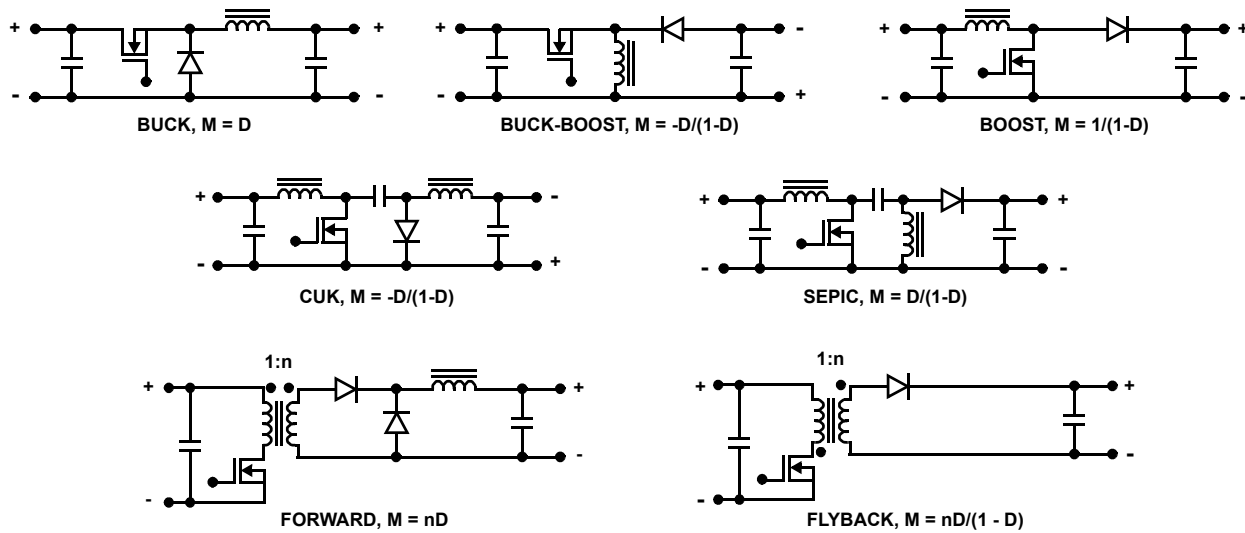 + + + - + +
- - - + - -
BUCK, M = D
BUCK-BOOST, M = -D/(1-D)
BOOST, M = 1/(1-D)
+ - + +
- + - -
CUK, M = -D/(1-D)
SEPIC, M = D/(1-D)
1:n
1:n
+ + + +
- - - -
FORWARD, M = nD
FLYBACK, M = nD/(1 - D)